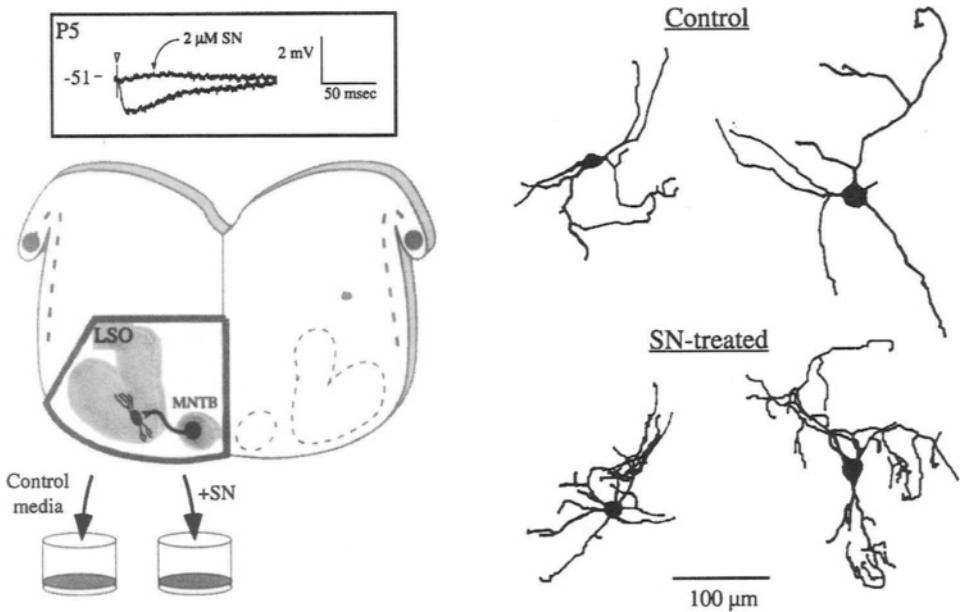 P5
2 µM SN
-51-
2 mV
50 msec
LSO
MNTB
Control
media
+SN
Control
SN-treated
100 µm